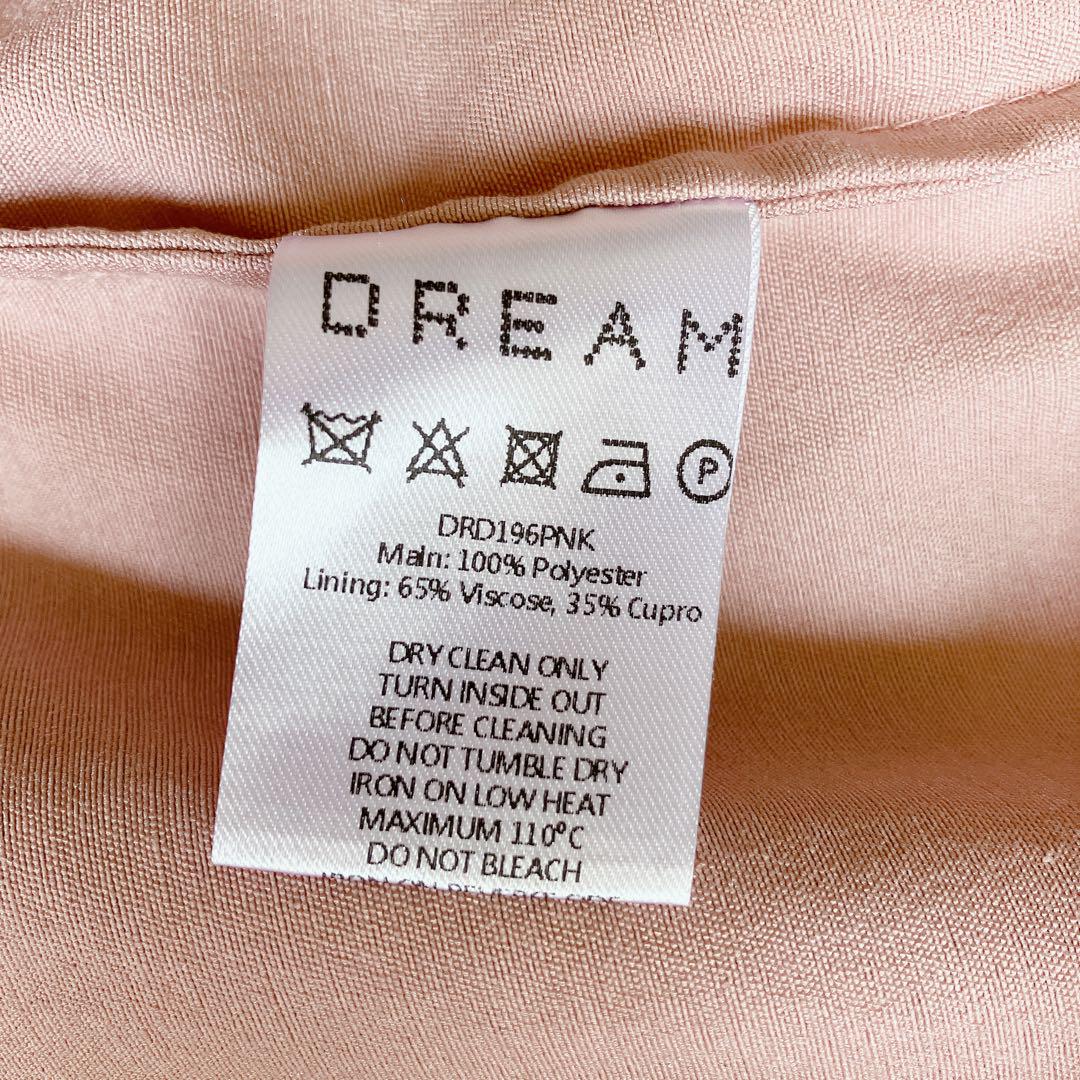 DREAM
P
DRD196PNK
Main: 100% Polyester
Lining: 65% Viscose, 35% Cupro
DRY CLEAN ONLY
TURN INSIDE OUT
BEFORE CLEANING
DO NOT TUMBLE DRY
IRON ON LOW HEAT
MAXIMUM 110°C
DO NOT BLEACH